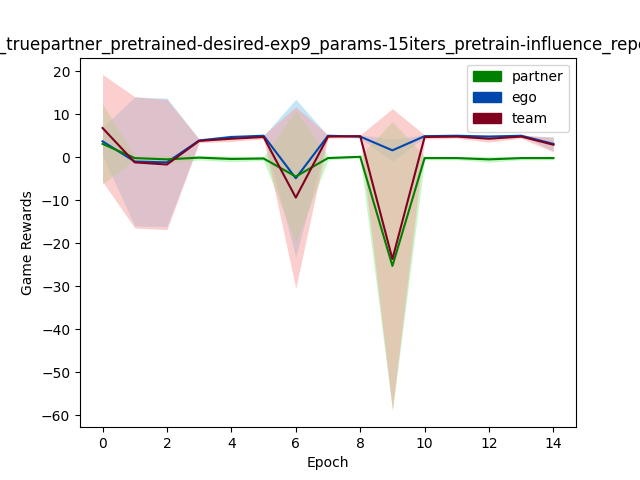 _truepartner_pretrained-desired-exp9_params-15iters_pretrain-influence_repe
partner
ego
team
Game Rewards
20
10
0
−10
−20
−30
−40
−50
−60
0
2
4
6
8
10
12
14
Epoch